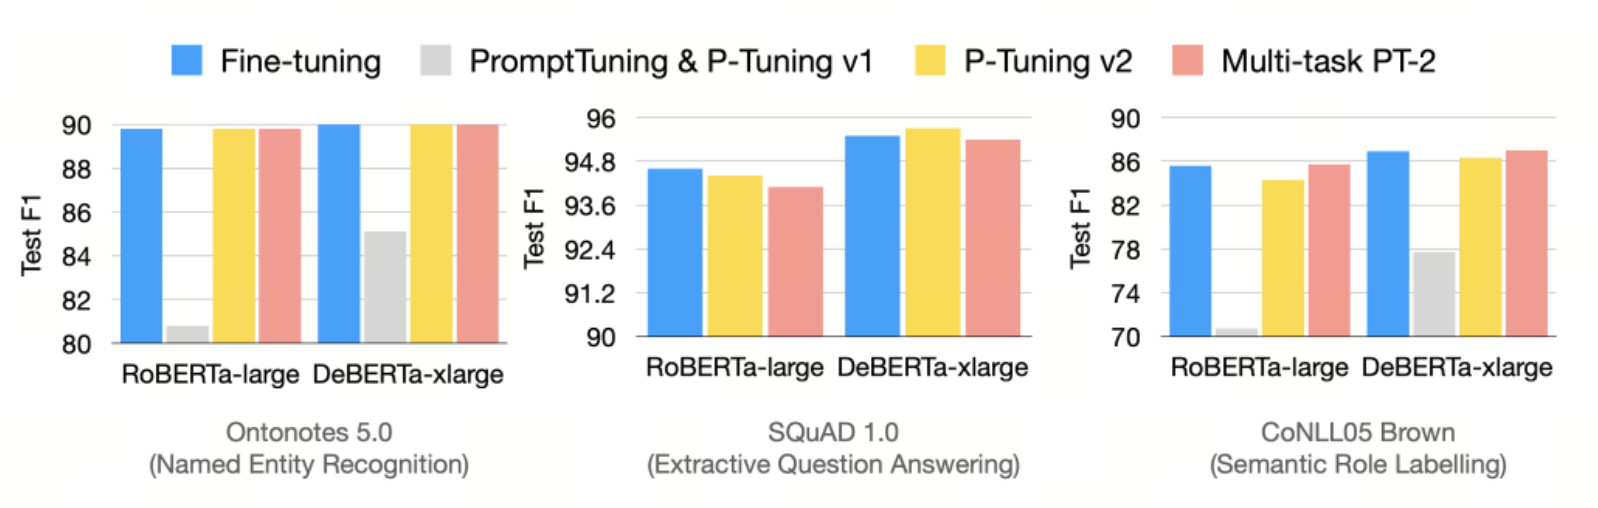 Fine-tuning PromptTuning & P-Tuning v1 P-Tuning v2 Multi-task PT-2
Test F1
90
88
86
84
82
80
RoBERTa-large DeBERTa-xlarge
Ontonotes 5.0
(Named Entity Recognition)
Test F1
96
94.8
93.6
92.4
91.2
90
RoBERTa-large DeBERTa-xlarge
SQuAD 1.0
(Extractive Question Answering)
Test F1
90
86
82
78
74
70
RoBERTa-large DeBERTa-xlarge
CoNLL05 Brown
(Semantic Role Labelling)